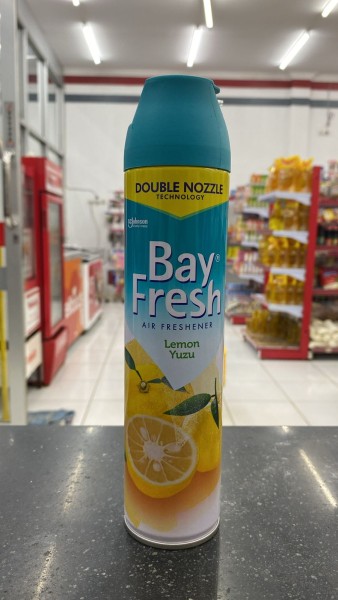 DOUBLE NOZZLE
TECHNOLOGY
SC Johnson
Bay
Fresh®
AIR FRESHENER
Lemon
Yuzu